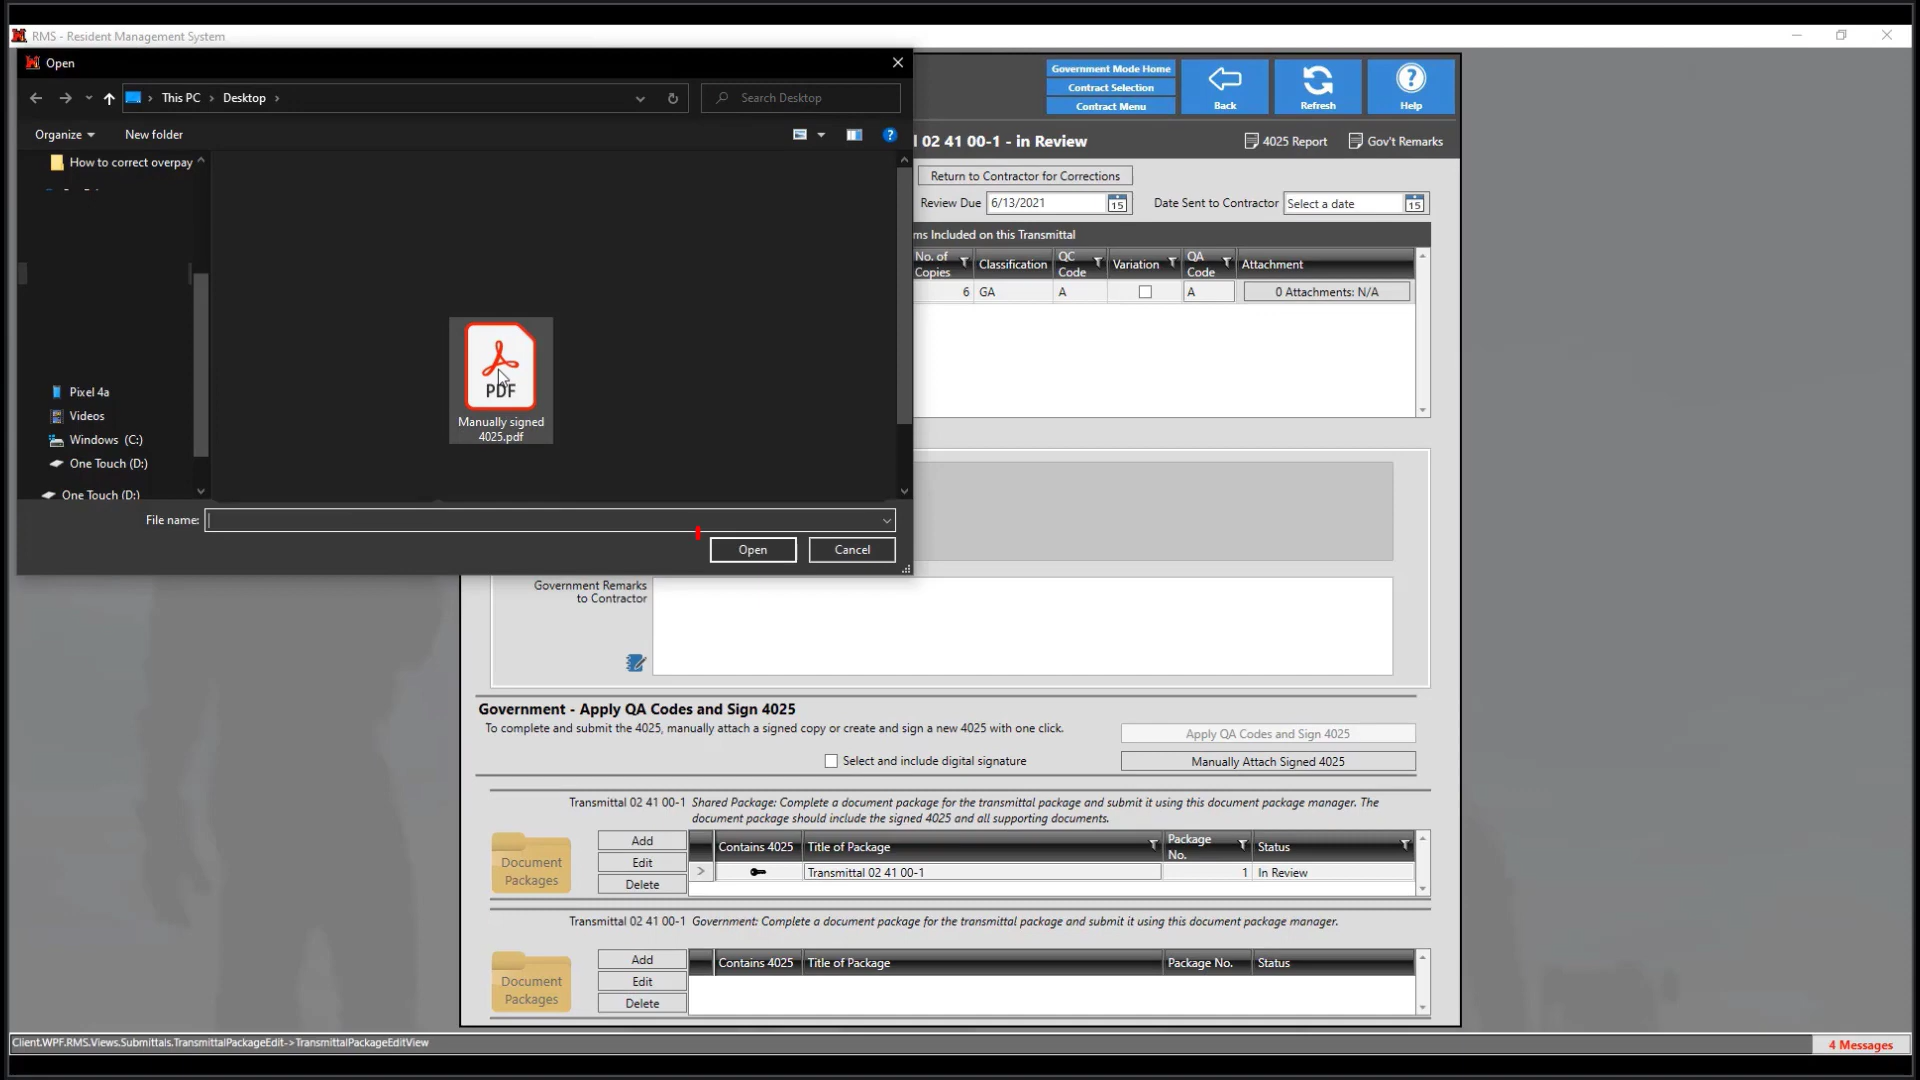 RMS - Resident Management System
Open
This PC
Desktop
Search Desktop
Organize
New folder
How to correct overpay
Pixel 4a
Videos
Windows (C:)
One Touch (D:)
One Touch (D:)
Manually signed
4025.pdf
File name:
Open
Cancel
Government Mode Home
Contract Selection
Contract Menu
Back
Refresh
Help
02 41 00-1 - in Review
4025 Report
Gov't Remarks
Return to Contractor for Corrections
Review Due 6/13/2021 15
Date Sent to Contractor Select a date 15
ms Included on this Transmittal
No. of
Copies
Classification
QC
Code
Variation
QA
Code
Attachment
6 GA A A 0 Attachments: N/A
Government Remarks
to Contractor
Government - Apply QA Codes and Sign 4025
To complete and submit the 4025, manually attach a signed copy or create and sign a new 4025 with one click.
Apply QA Codes and Sign 4025
Select and include digital signature
Manually Attach Signed 4025
Transmittal 02 41 00-1 Shared Package: Complete a document package for the transmittal package and submit it using this document package manager. The
document package should include the signed 4025 and all supporting documents.
Document
Packages
Add
Edit
Delete
Contains 4025
Title of Package
Package
No.
Status
Transmittal 02 41 00-1 1 In Review
Transmittal 02 41 00-1 Government: Complete a document package for the transmittal package and submit it using this document package manager.
Document
Packages
Add
Edit
Delete
Contains 4025
Title of Package
Package No.
Status
Client.WPF.RMS.Views.Submittals.TransmittalPackageEdit->TransmittalPackageEditView
4 Messages